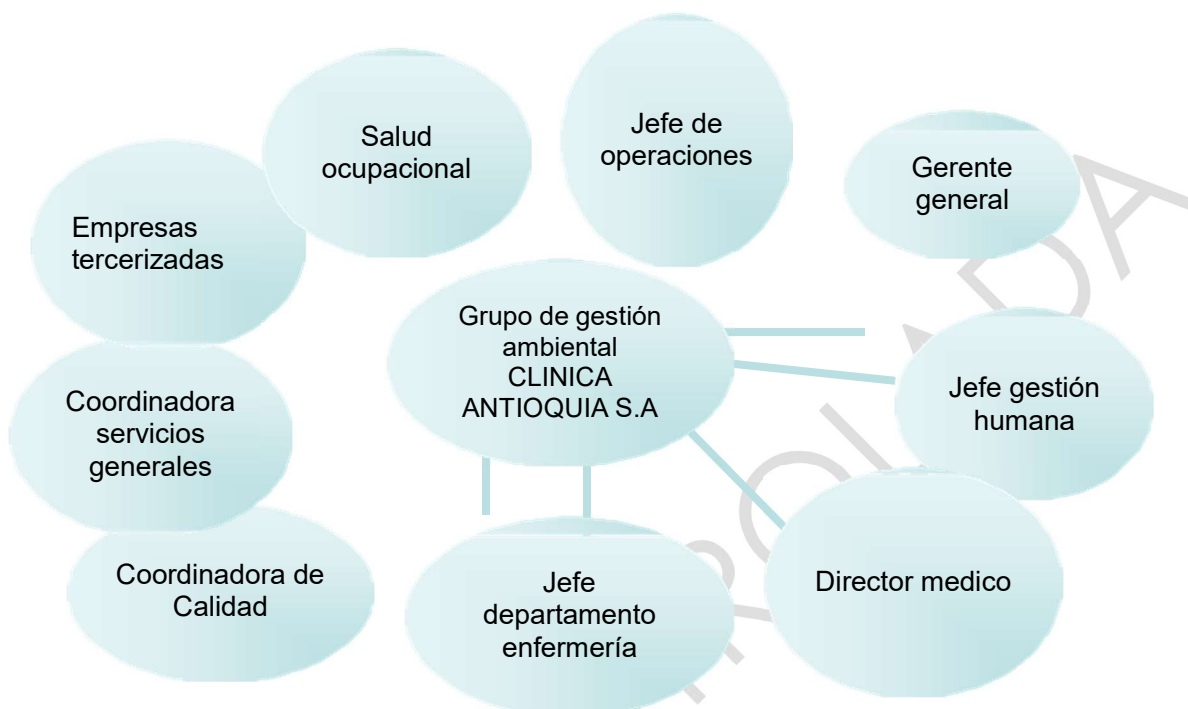 Salud
ocupacional
Jefe de
operaciones
Gerente
general
Empresas
tercerizadas
Grupo de gestión
ambiental
CLINICA
ANTIOQUIA S.A
Jefe gestión
humana
Coordinadora
servicios
generales
Coordinadora de
Calidad
Jefe
departamento
enfermería
Director medico